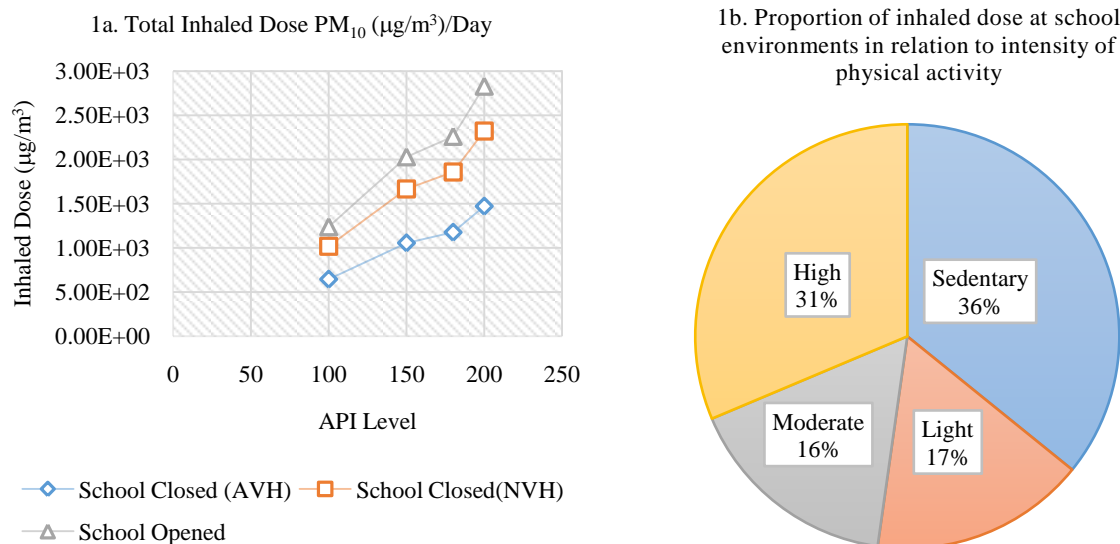 1a. Total Inhaled Dose PM10 (µg/m³)/Day
3.00E+03
2.50E+03
2.00E+03
1.50E+03
1.00E+03
5.00E+02
0.00E+00
Inhaled Dose (µg/m³)
0 50 100 150 200 250
API Level
School Closed (AVH) School Closed(NVH)
School Opened
1b. Proportion of inhaled dose at school
environments in relation to intensity of
physical activity
High
31%
Sedentary
36%
Moderate
16%
Light
17%